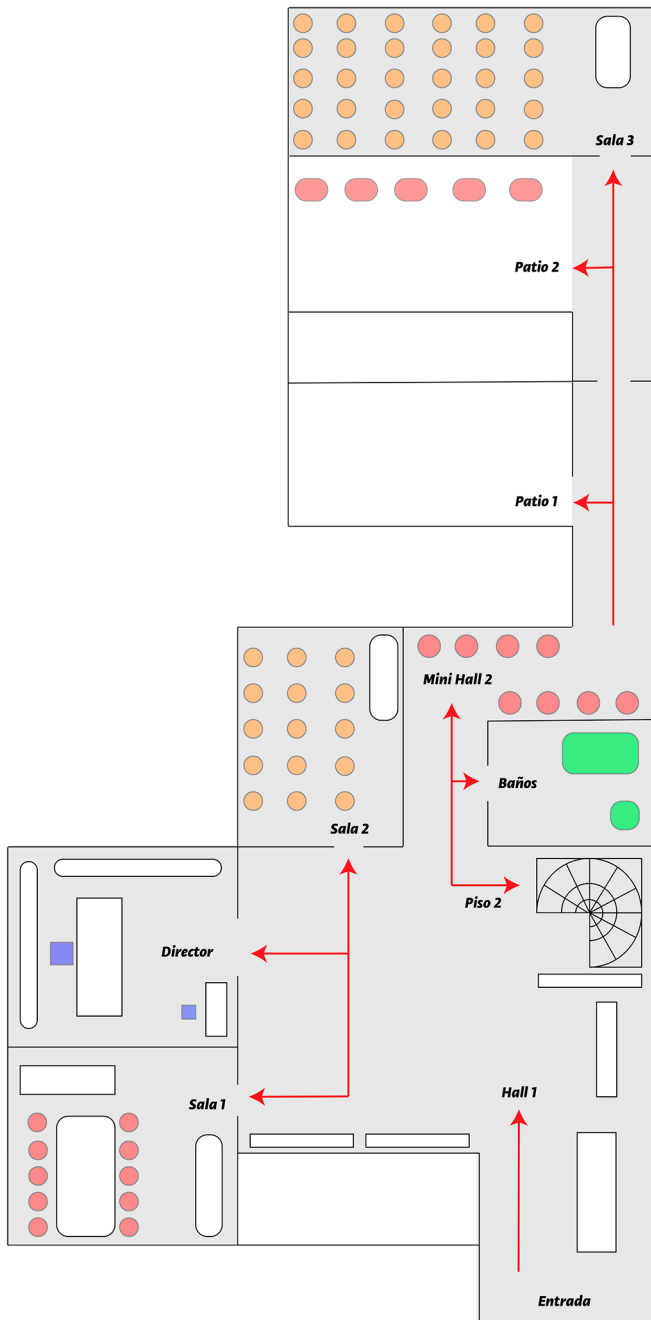 Sala 3
Patio 2
Patio 1
Mini Hall 2
Baños
Sala 2
Piso 2
Director
Hall 1
Sala 1
Entrada